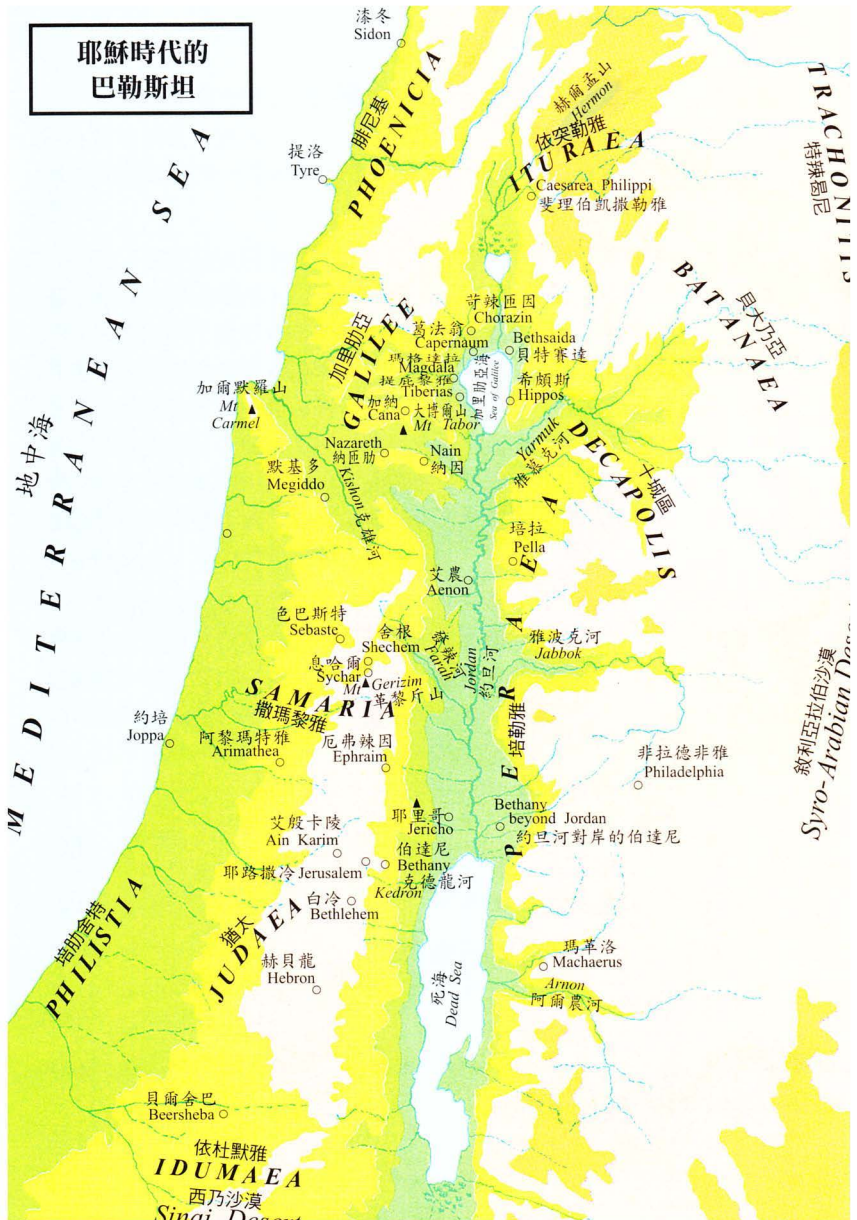 耶穌時代的
巴勒斯坦
漆冬
Sidon
腓尼基
PHOENICIA
提洛
Tyre
赫爾孟山
Hermon
依突勒雅
ITURAEA
Caesarea Philippi
斐理伯凱撒勒雅
TRACHONITIS
特辣曷尼
貝大乃亞
BATANAEA
地中海
MEDITERRANEAN SEA
加里肋亞
GALILEE
苛辣匝因
Chorazin
葛法翁
Capernaum
Bethsaida
貝特賽達
瑪格達拉
Magdala
提庇黎雅
Tiberias
加里肋亞海
Sea of Galilee
希頗斯
Hippos
加爾默羅山
Mt
Carmel
加納
Cana
大博爾山
Mt Tabor
Nazareth
納匝肋
Nain
納因
Yarmuk
雅慕克河
十城區
DECAPOLIS
默基多
Megiddo
Kishon 克雄河
培拉
Pella
艾農
Aenon
色巴斯特
Sebaste
舍根
Shechem
息哈爾
Sychar
Mt Gerizim
革黎斤山
發辣河
Farah
Jordan
約旦河
雅波克河
Jabbok
SAMARIA
撒瑪黎雅
培勒雅
PERAEA
約培
Joppa
阿黎瑪特雅
Arimathea
厄弗辣因
Ephraim
非拉德非雅
Philadelphia
敘利亞拉伯沙漠
Syro-Arabian Des
耶里哥
Jericho
Bethany
beyond Jordan
約旦河對岸的伯達尼
艾殷卡陵
Ain Karim
伯達尼
Bethany
耶路撒冷 Jerusalem
克德龍河
Kedron
白冷
Bethlehem
培肋舍特
PHILISTIA
猶太
JUDAEA
赫貝龍
Hebron
死海
Dead Sea
瑪革洛
Machaerus
Arnon
阿爾農河
貝爾舍巴
Beersheba
依杜默雅
IDUMAEA
西乃沙漠
Sinai Desert